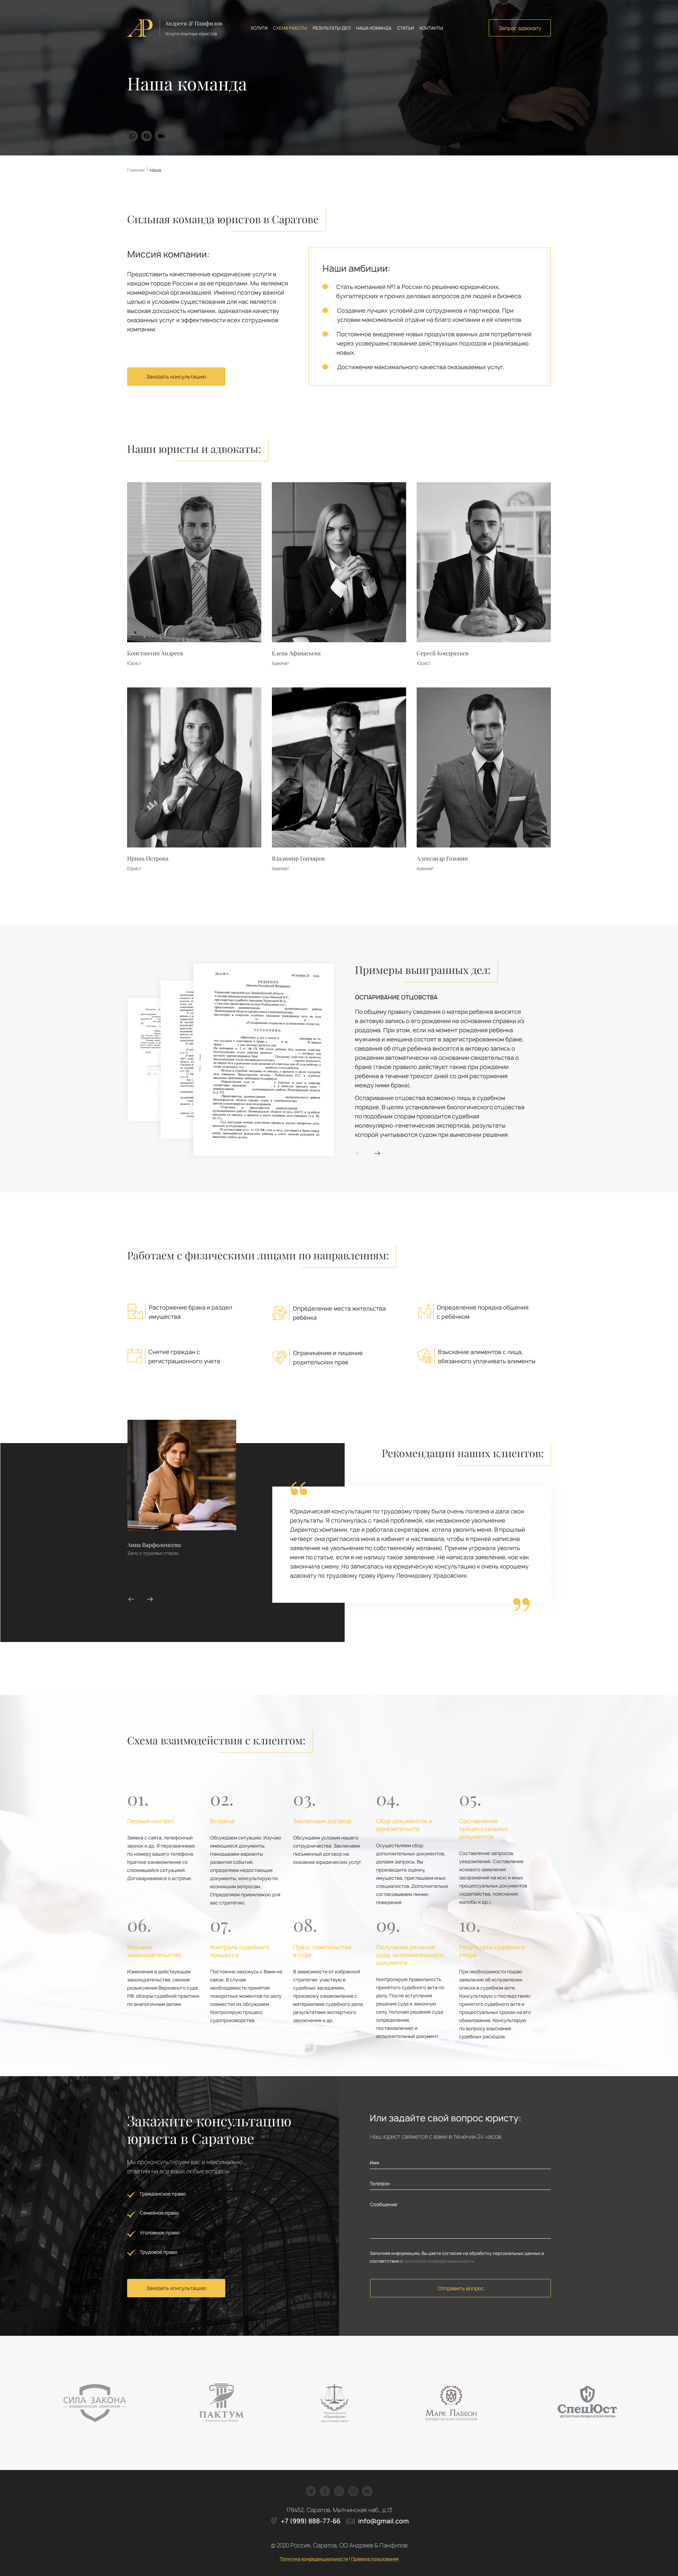 Андреев & Панфилов
Услуги опытных юристов
УСЛУГИ
СХЕМА РАБОТЫ
РЕЗУЛЬТАТЫ ДЕЛ
НАША КОМАНДА
СТАТЬИ
КОНТАКТЫ
Запрос адвокату
Наша команда
Главная / Наша
Сильная команда юристов в Саратове
Миссия компании:
Предоставить качественные юридические услуги в
каждом городе России и за ее пределами. Мы являемся
коммерческой организацией. Именно поэтому важной
целью и условием существования для нас является
высокая доходность компании, адекватная качеству
оказанных услуг и эффективности всех сотрудников
компании.
Заказать консультацию
Наши амбиции:
Стать компанией №1 в России по решению юридических,
бухгалтерских и прочих деловых вопросов для людей и бизнеса.
Создание лучших условий для сотрудников и партнеров. При
условии максимальной отдачи на благо компании и её клиентов.
Постоянное внедрение новых продуктов важных для потребителей
через усовершенствование действующих подходов и реализацию
новых.
Достижение максимального качества оказываемых услуг.
Наши юристы и адвокаты:
Константин Андреев
Юрист
Елена Афанасьева
Адвокат
Сергей Кондратьев
Юрист
Ирина Петрова
Юрист
Владимир Гончаров
Адвокат
Александр Головин
Адвокат
Примеры выигранных дел:
ОСПАРИВАНИЕ ОТЦОВСТВА
По общему правилу сведения о матери ребенка вносятся
в актовую запись о его рождении на основании справки из
роддома. При этом, если на момент рождения ребенка
мужчина и женщина состоят в зарегистрированном браке,
сведения об отце ребенка вносятся в актовую запись о
рождении автоматически на основании свидетельства о
браке (такое правило действует также при рождении
ребенка в течение трехсот дней со дня расторжения
между ними брака).
Оспаривание отцовства возможно лишь в судебном
порядке. В целях установления биологического отцовства
по подобным спорам проводится судебная
молекулярно-генетическая экспертиза, результаты
которой учитываются судом при вынесении решения.
Работаем с физическими лицами по направлениям:
Расторжение брака и раздел
имущества
Определение места жительства
ребёнка
Определение порядка общения
с ребёнком
Снятие граждан с
регистрационного учета
Ограничение и лишение
родительских прав
Взыскание алиментов с лица,
обязанного уплачивать алименты
Рекомендации наших клиентов:
Анна Варфоломеева
Дело о трудовых спорах
“
Юридическая консультация по трудовому праву была очень полезна и дала свои
результаты. Я столкнулась с такой проблемой, как незаконное увольнение.
Директор компании, где я работала секретарем, хотела уволить меня. В прошлый
четверг она пригласила меня в кабинет и настаивала, чтобы я прямой написала
заявление на увольнение по собственному желанию. Причем угрожала уволить
меня по статье, если я не напишу такое заявление. Не написала заявление, кое как
закончила смену. Но записалась на юридическую консультацию к очень хорошему
адвокату по трудовому праву Ирину Леонидовну Урадовских.
”
Схема взаимодействия с клиентом:
01.
Первый контакт
Заявка с сайта, телефонный
звонок и др. Я перезваниваю
по номеру вашего телефона.
Краткое ознакомление со
сложившейся ситуацией.
Договариваемся о встрече.
02.
Встреча
Обсуждаем ситуацию. Изучаю
имеющиеся документы.
Накидываем варианты
развития событий,
определяем недостающие
документы, консультирую по
возникшим вопросам.
Определяем приемлемую для
вас стратегию.
03.
Заключаем договор
Обсуждаем условия нашего
сотрудничества. Заключаем
письменный договор на
оказание юридических услуг.
04.
Сбор документов и
доказательств
Осуществляем сбор
дополнительных документов,
делаем запросы. Вы
производите оценку,
имущества, приглашаем иных
специалистов. Дополнительно
согласовываем линию
поведения.
05.
Составление
процессуальных
документов
Составление запросов,
уведомлений. Составление
искового заявления
(возражений на иск) и иных
процессуальных документов
(ходатайства, пояснения,
жалобы и др.).
06.
Изучаем
законодательство
Изменения в действующем
законодательстве, свежие
разъяснения Верховного суда
РФ, обзоры судебной практики
по аналогичным делам.
07.
Контроль судебного
процесса
Постоянно нахожусь с Вами на
связи. В случае
необходимости принятия
поворотных моментов по делу
совместно их обсуждаем.
Контролирую процесс
судопроизводства.
08.
Представительство
в суде
В зависимости от избранной
стратегии: участвую в
судебных заседаниях,
произвожу ознакомление с
материалами судебного дела,
результатами экспертного
заключения и др.
09.
Получение решения
суда, исполнительного
документа
Контролирую правильность
принятого судебного акта по
делу. После вступления
решения суда в законную
силу, получаю решение суда
(определение,
постановление) и
исполнительный документ.
10.
Результаты судебного
спора
При необходимости подаю
заявление об исправлении
описки в судебном акте.
Консультирую о последствиях
принятого судебного акта и
процессуальных сроках на его
обжалование. Консультирую
по вопросу взыскания
судебных расходов.
Закажите консультацию
юриста в Саратове
Мы проконсультируем вас и максимально
ответим на все ваши любые вопросы
Гражданское право
Семейное право
Уголовное право
Трудовое право
Заказать консультацию
Или задайте свой вопрос юристу:
Наш юрист свяжется с вами в течении 24 часов
Имя
Телефон
Сообщение
Заполняя информацию, Вы даете согласие на обработку персональных данных в
соответствии с политикой конфиденциальности.
Отправить вопрос
СИЛА ЗАКОНА
ЮРИДИЧЕСКАЯ КОМПАНИЯ
ПАКТУМ
МАРК ЛАБЕОН
ЮРИДИЧЕСКАЯ КОМПАНИЯ
СпецЮст
ЭКСПЕРТНАЯ ЮРИДИЧЕСКАЯ ФИРМА
178452, Саратов, Мытнинская наб., д.13
+7 (999) 888-77-66
info@gmail.com
© 2020 Россия, Саратов, ОО Андреев & Панфилов
Политика конфиденциальности | Правила пользования